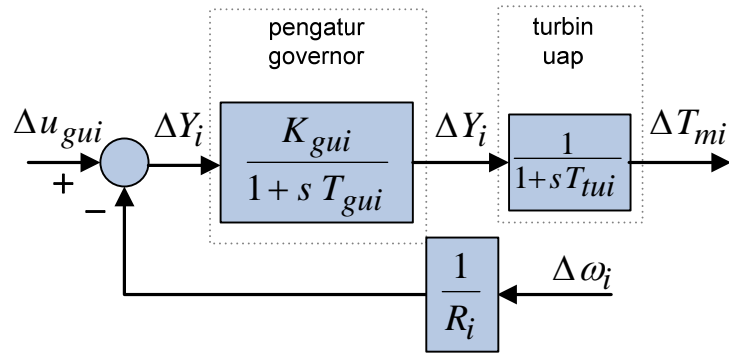 pengatur
governor
turbin
uap
Δu_gui
ΔY_i
K_gui
1 + s T_gui
ΔY_i
1
1+sT_tui
ΔT_mi
+
−
1
R_i
Δω_i